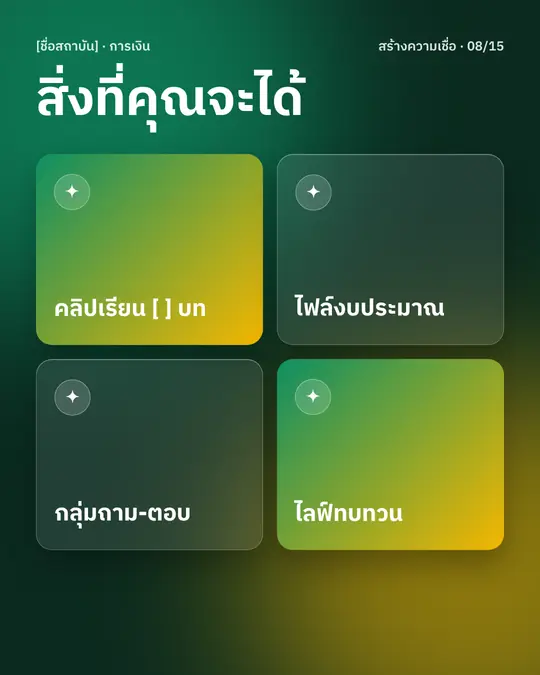 [ชื่อสถาบัน] · การเงิน
สร้างความเชื่อ · 08/15
สิ่งที่คุณจะได้
คลิปเรียน [ ] บท
ไฟล์งบประมาณ
กลุ่มถาม-ตอบ
ไลฟ์ทบทวน